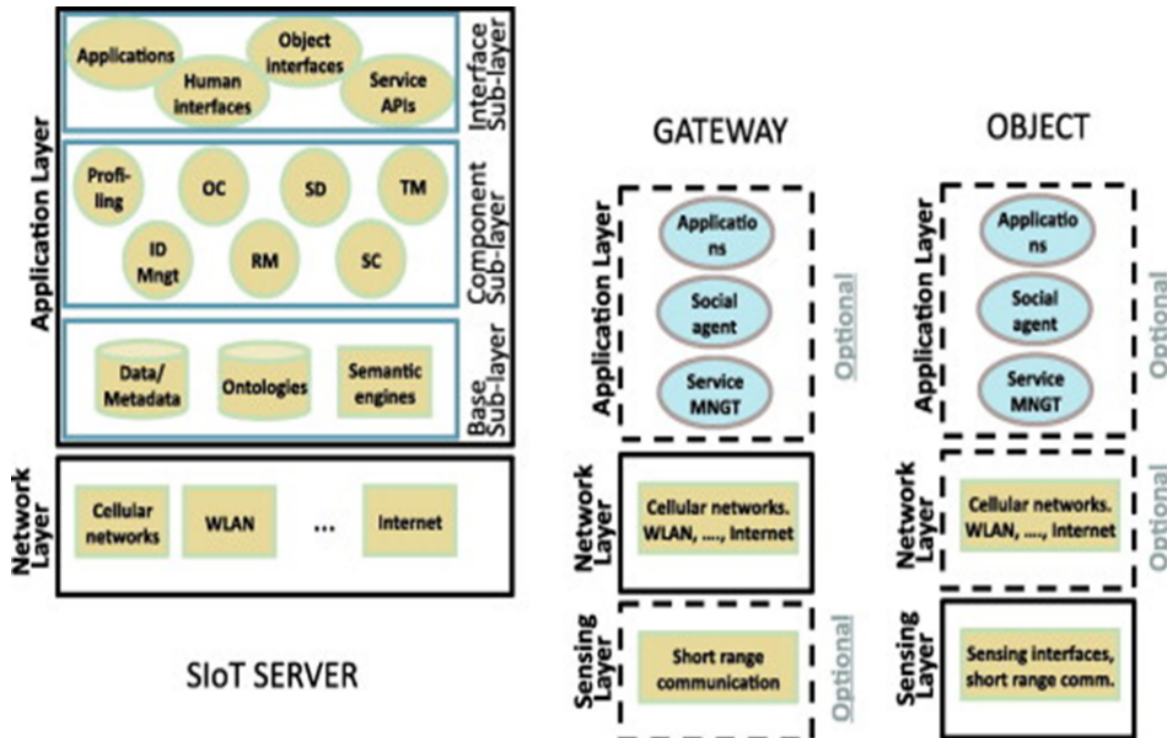 Application Layer
Interface
Sub-layer
Applications
Human
interfaces
Object
interfaces
Service
APIs
Component
Sub-layer
Profi-
ling
OC
SD
TM
ID
Mngt
RM
SC
Base
Sub-layer
Data/
Metadata
Ontologies
Semantic
engines
Network
Layer
Cellular
networks
WLAN
...
Internet
SIoT SERVER
GATEWAY
Application Layer
Applicatio
ns
Social
agent
Service
MNGT
Optional
Network
Layer
Cellular networks.
WLAN, ...., Internet
Sensing
Layer
Short range
communication
Optional
OBJECT
Application Layer
Applicatio
ns
Social
agent
Service
MNGT
Optional
Network
Layer
Cellular networks.
WLAN, ...., Internet
Optional
Sensing
Layer
Sensing interfaces,
short range comm.